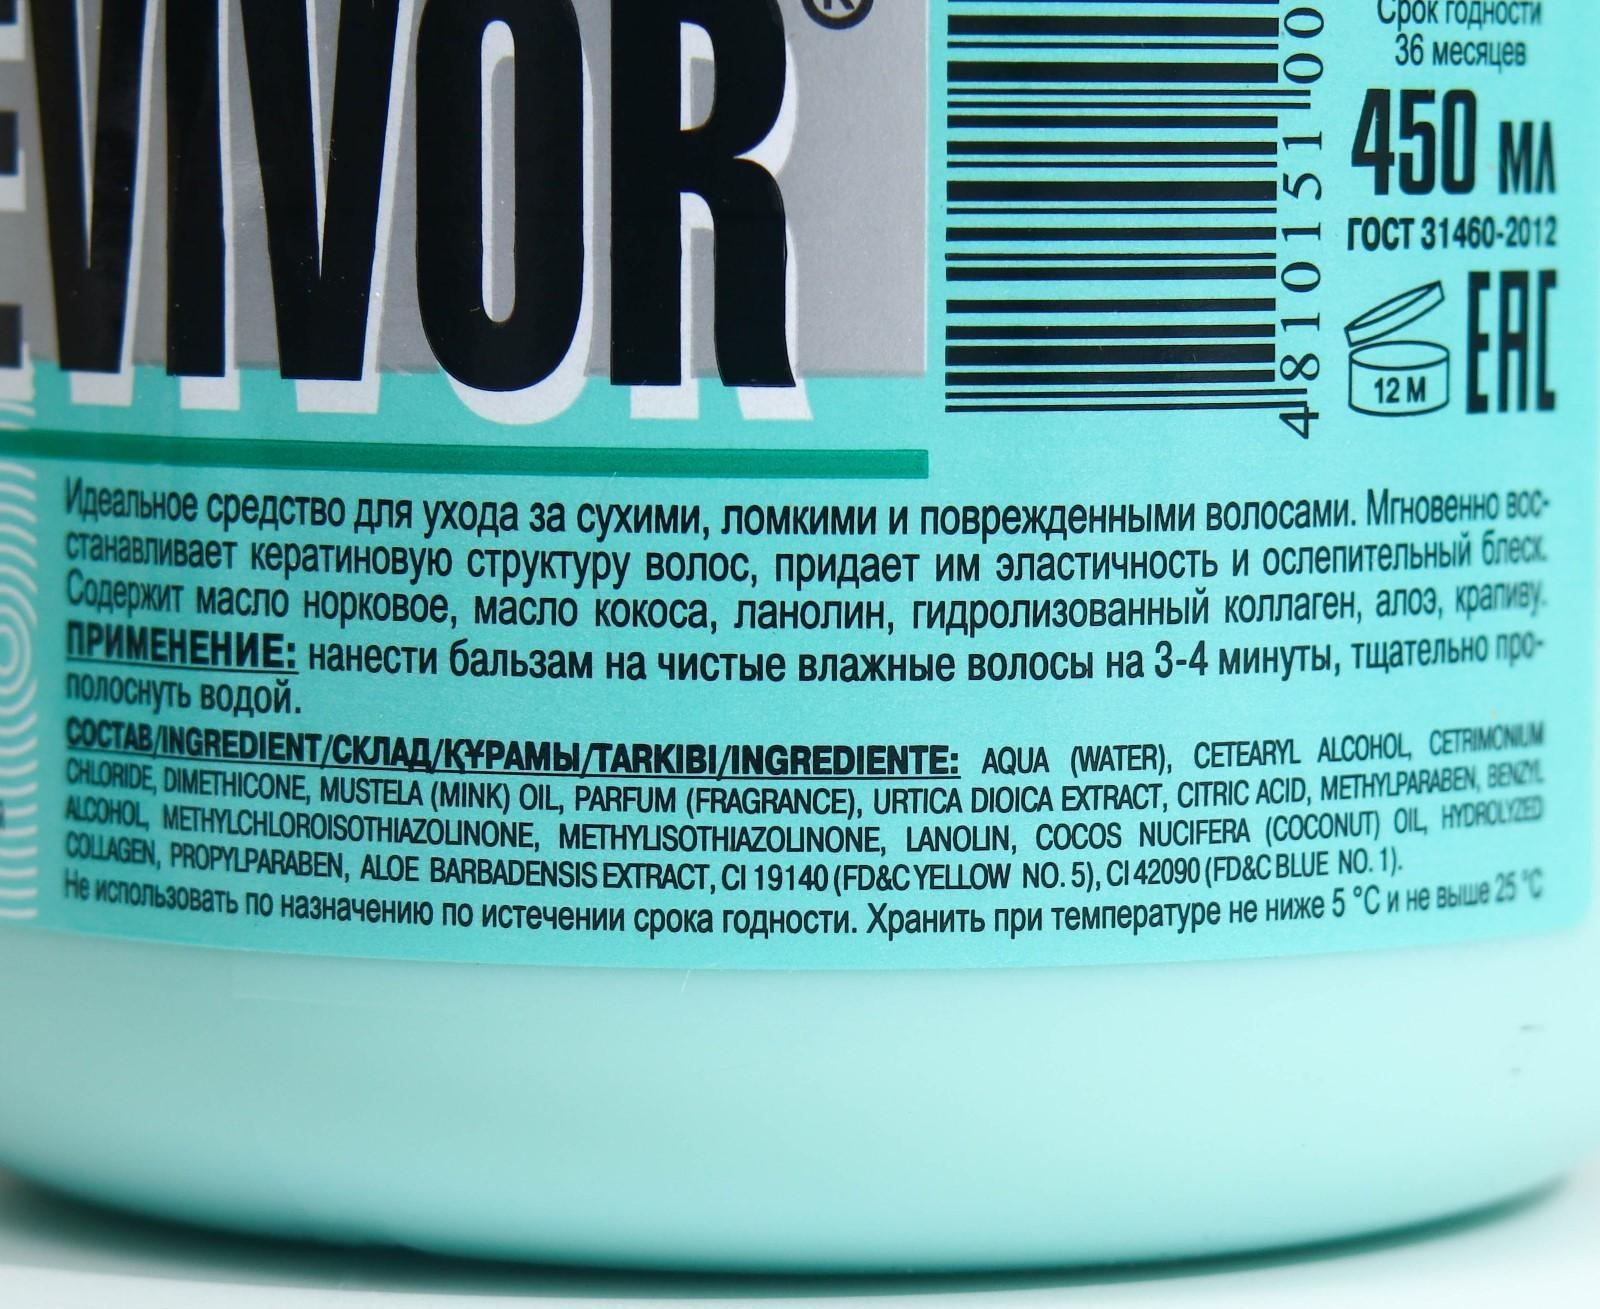 EVIVOR
®
Срок годности
36 месяцев
450 мл
ГОСТ 31460-2012
12 M
EAC
4 810151 00
Идеальное средство для ухода за сухими, ломкими и поврежденными волосами. Мгновенно вос-
станавливает кератиновую структуру волос, придает им эластичность и ослепительный блеск.
Содержит масло норковое, масло кокоса, ланолин, гидролизованный коллаген, алоэ, крапиву.
ПРИМЕНЕНИЕ: нанести бальзам на чистые влажные волосы на 3-4 минуты, тщательно про-
полоснуть водой.
СОСТАВ/INGREDIENT/СКЛАД/ҚҰРАМЫ/TARKIBI/INGREDIENTE: AQUA (WATER), CETEARYL ALCOHOL, CETRIMONIUM
CHLORIDE, DIMETHICONE, MUSTELA (MINK) OIL, PARFUM (FRAGRANCE), URTICA DIOICA EXTRACT, CITRIC ACID, METHYLPARABEN, BENZYL
ALCOHOL, METHYLCHLOROISOTHIAZOLINONE, METHYLISOTHIAZOLINONE, LANOLIN, COCOS NUCIFERA (COCONUT) OIL, HYDROLYZED
COLLAGEN, PROPYLPARABEN, ALOE BARBADENSIS EXTRACT, CI 19140 (FD&C YELLOW NO. 5), CI 42090 (FD&C BLUE NO. 1).
Не использовать по назначению по истечении срока годности. Хранить при температуре не ниже 5 °C и не выше 25 °C